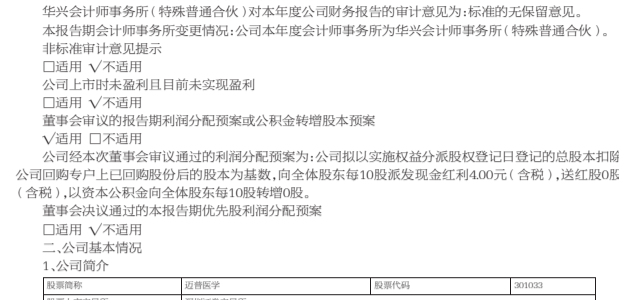 华兴会计师事务所（特殊普通合伙）对本年度公司财务报告的审计意见为：标准的无保留意见。
本报告期会计师事务所变更情况：公司本年度会计师事务所为华兴会计师事务所（特殊普通合伙）。
非标准审计意见提示
□适用 √不适用
公司上市时未盈利且目前未实现盈利
□适用 √不适用
董事会审议的报告期利润分配预案或公积金转增股本预案
√适用 □不适用
公司经本次董事会审议通过的利润分配预案为：公司拟以实施权益分派股权登记日登记的总股本扣除
公司回购专户上已回购股份后的股本为基数，向全体股东每10股派发现金红利4.00元（含税），送红股0股
（含税），以资本公积金向全体股东每10股转增0股。
董事会决议通过的本报告期优先股利润分配预案
□适用 √不适用
二、公司基本情况
1、公司简介
股票简称 迈普医学 股票代码 301033